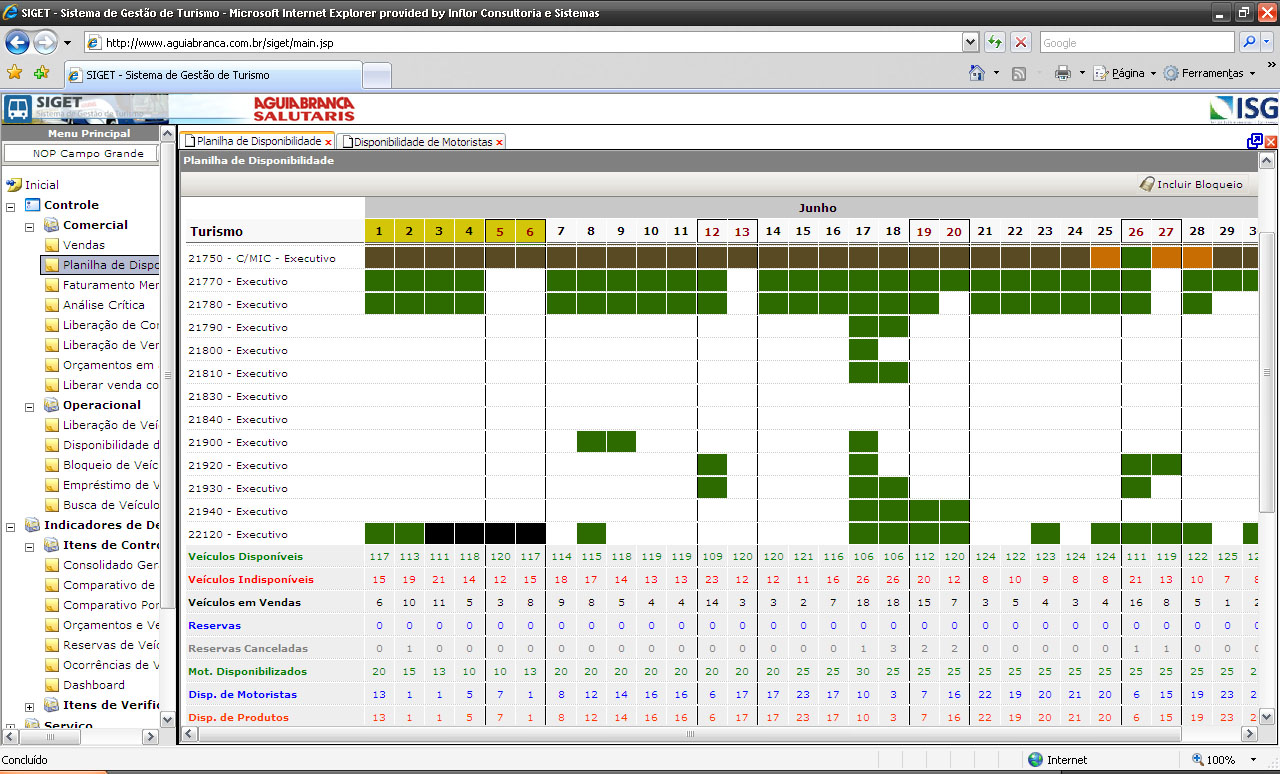 SIGET - Sistema de Gestão de Turismo - Microsoft Internet Explorer provided by Inflor Consultoria e Sistemas
http://www.aguiabranca.com.br/siget/main.jsp
Google
SIGET - Sistema de Gestão de Turismo
Página
Ferramentas
SIGET
Sistema de Gestão de Turismo
AGUIA BRANCA
SALUTARIS
ISG
Menu Principal
NOP Campo Grande
Inicial
Controle
Comercial
Vendas
Planilha de Dispo
Faturamento Men
Análise Crítica
Liberação de Con
Liberação de Ven
Orçamentos em
Liberar venda co
Operacional
Liberação de Veí
Disponibilidade d
Bloqueio de Veíc
Empréstimo de V
Busca de Veículo
Indicadores de De
Itens de Contro
Consolidado Ger
Comparativo de
Comparativo Por
Orçamentos e Ve
Reservas de Veíc
Ocorrências de V
Dashboard
Itens de Verific
Serviço
Planilha de Disponibilidade x
Disponibilidade de Motoristas x
Planilha de Disponibilidade
Incluir Bloqueio
Junho
Turismo 1 2 3 4 5 6 7 8 9 10 11 12 13 14 15 16 17 18 19 20 21 22 23 24 25 26 27 28 29 3
21750 - C/MIC - Executivo
21770 - Executivo
21780 - Executivo
21790 - Executivo
21800 - Executivo
21810 - Executivo
21830 - Executivo
21840 - Executivo
21900 - Executivo
21920 - Executivo
21930 - Executivo
21940 - Executivo
22120 - Executivo
Veículos Disponíveis 117 113 111 118 120 117 114 115 118 119 119 109 120 120 121 116 106 106 112 120 124 122 123 124 124 111 119 122 125 12
Veículos Indisponíveis 15 19 21 14 12 15 18 17 14 13 13 23 12 12 11 16 26 26 20 12 8 10 9 8 8 21 13 10 7 8
Veículos em Vendas 6 10 11 5 3 8 9 8 5 4 4 14 3 3 2 7 18 18 15 7 3 5 4 3 4 16 8 5 1 2
Reservas 0 0 0 0 0 0 0 0 0 0 0 0 0 0 0 0 0 0 0 0 0 0 0 0 0 0 0 0 0 0
Reservas Canceladas 0 1 0 0 0 0 0 0 0 0 0 0 0 0 0 0 1 3 2 2 0 0 0 0 0 1 1 0 0 0
Mot. Disponibilizados 20 15 13 10 10 13 20 20 20 20 20 20 20 20 25 25 30 25 25 25 25 25 25 25 25 25 25 25 25 25
Disp. de Motoristas 13 1 1 5 7 1 8 12 14 16 16 6 17 17 23 17 10 3 7 16 22 19 20 21 20 6 15 19 23 2
Disp. de Produtos 13 1 1 5 7 1 8 12 14 16 16 6 17 17 23 17 10 3 7 16 22 19 20 21 20 6 15 19 23 2
Concluído
Internet
100%